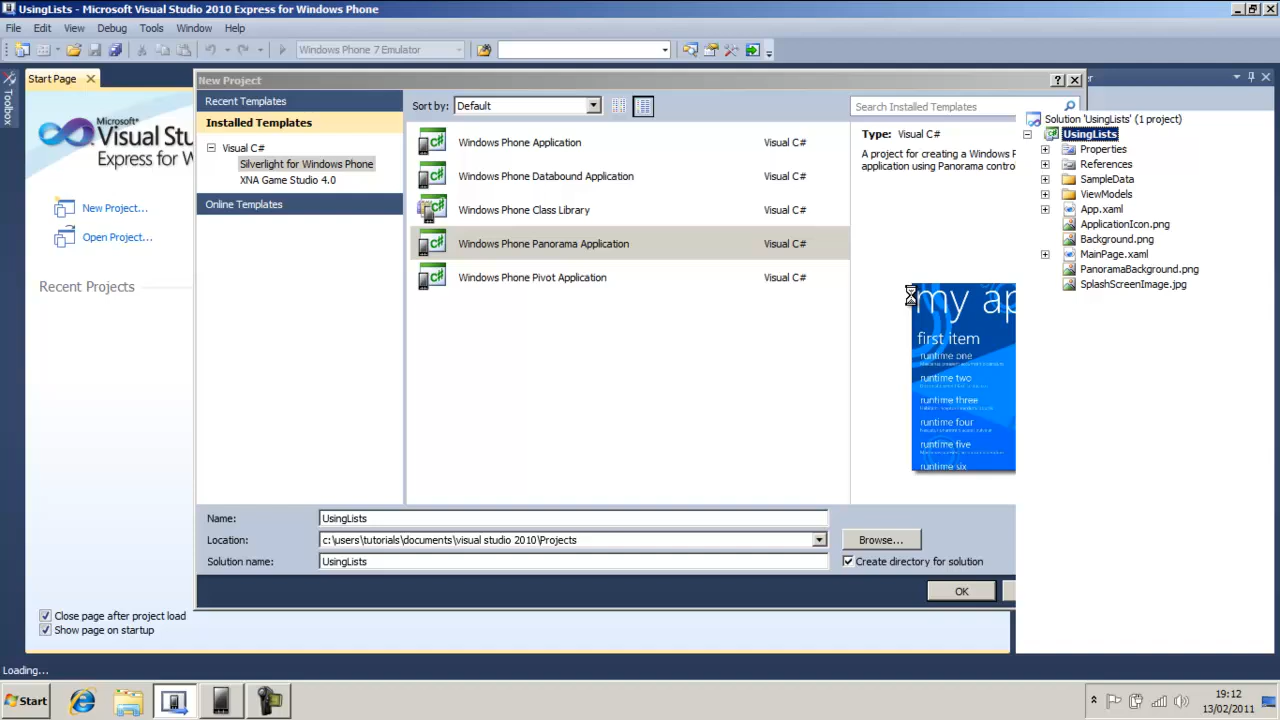 UsingLists - Microsoft Visual Studio 2010 Express for Windows Phone
File Edit View Debug Tools Window Help
Windows Phone 7 Emulator
Toolbox
Start Page
Microsoft®
Visual Stu
Express for W
New Project...
Open Project...
Recent Projects
Close page after project load
Show page on startup
New Project
Recent Templates
Installed Templates
Visual C#
Silverlight for Windows Phone
XNA Game Studio 4.0
Online Templates
Sort by: Default
Search Installed Templates
Windows Phone Application Visual C#
Windows Phone Databound Application Visual C#
Windows Phone Class Library Visual C#
Windows Phone Panorama Application Visual C#
Windows Phone Pivot Application Visual C#
Type: Visual C#
A project for creating a Windows P
application using Panorama contro
my ap
first item
runtime one
runtime two
runtime three
runtime four
runtime five
runtime six
Name: UsingLists
Location: c:\users\tutorials\documents\visual studio 2010\Projects
Browse...
Solution name: UsingLists
Create directory for solution
OK
er
Solution 'UsingLists' (1 project)
UsingLists
Properties
References
SampleData
ViewModels
App.xaml
ApplicationIcon.png
Background.png
MainPage.xaml
PanoramaBackground.png
SplashScreenImage.jpg
Loading...
Start
19:12
13/02/2011